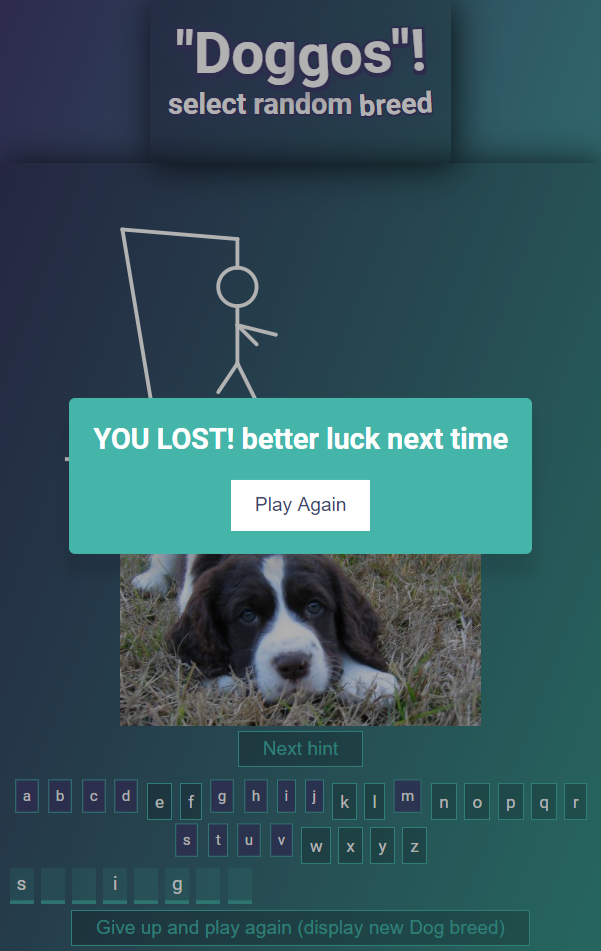 "Doggos"!
select random breed
YOU LOST! better luck next time
Play Again
Next hint
a b c d e f g h i j k l m n o p q r
s t u v w x y z
s i g
Give up and play again (display new Dog breed)